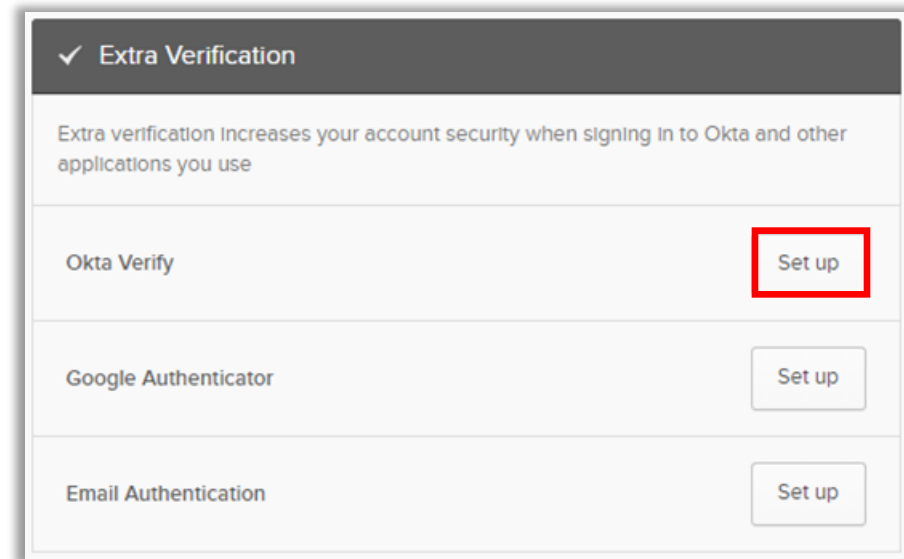 Extra Verification
Extra verification increases your account security when signing in to Okta and other
applications you use
Okta Verify
Set up
Google Authenticator
Set up
Email Authentication
Set up